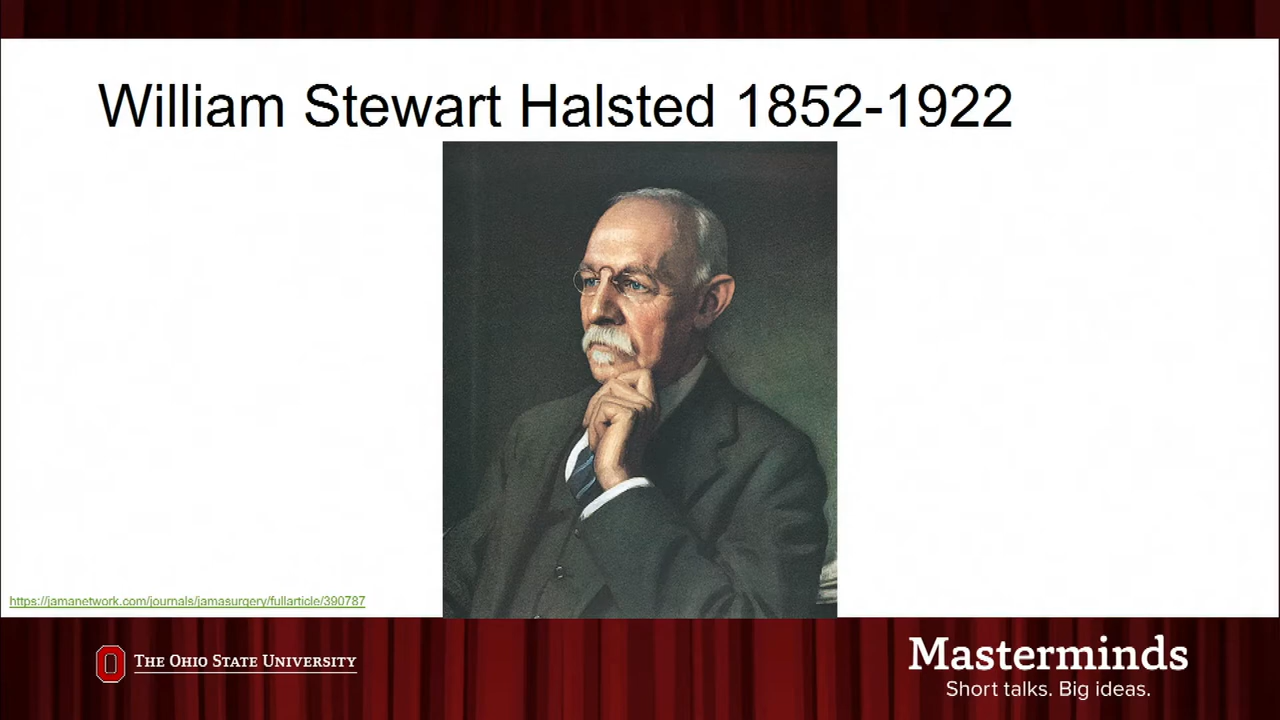 William Stewart Halsted 1852-1922
https://jamanetwork.com/journals/jamasurgery/fullarticle/390787
THE OHIO STATE UNIVERSITY
Masterminds
Short talks. Big ideas.